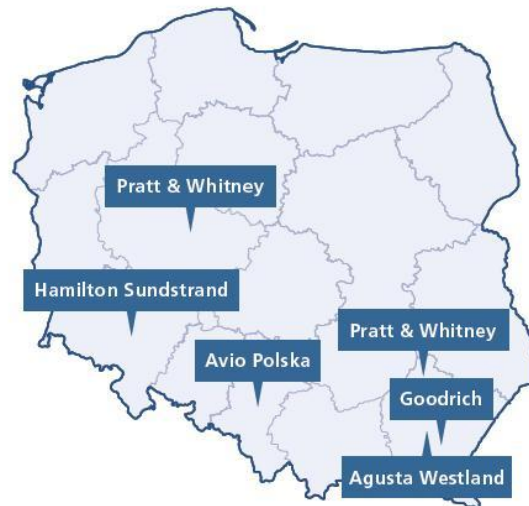 Pratt & Whitney
Hamilton Sundstrand
Pratt & Whitney
Avio Polska
Goodrich
Agusta Westland